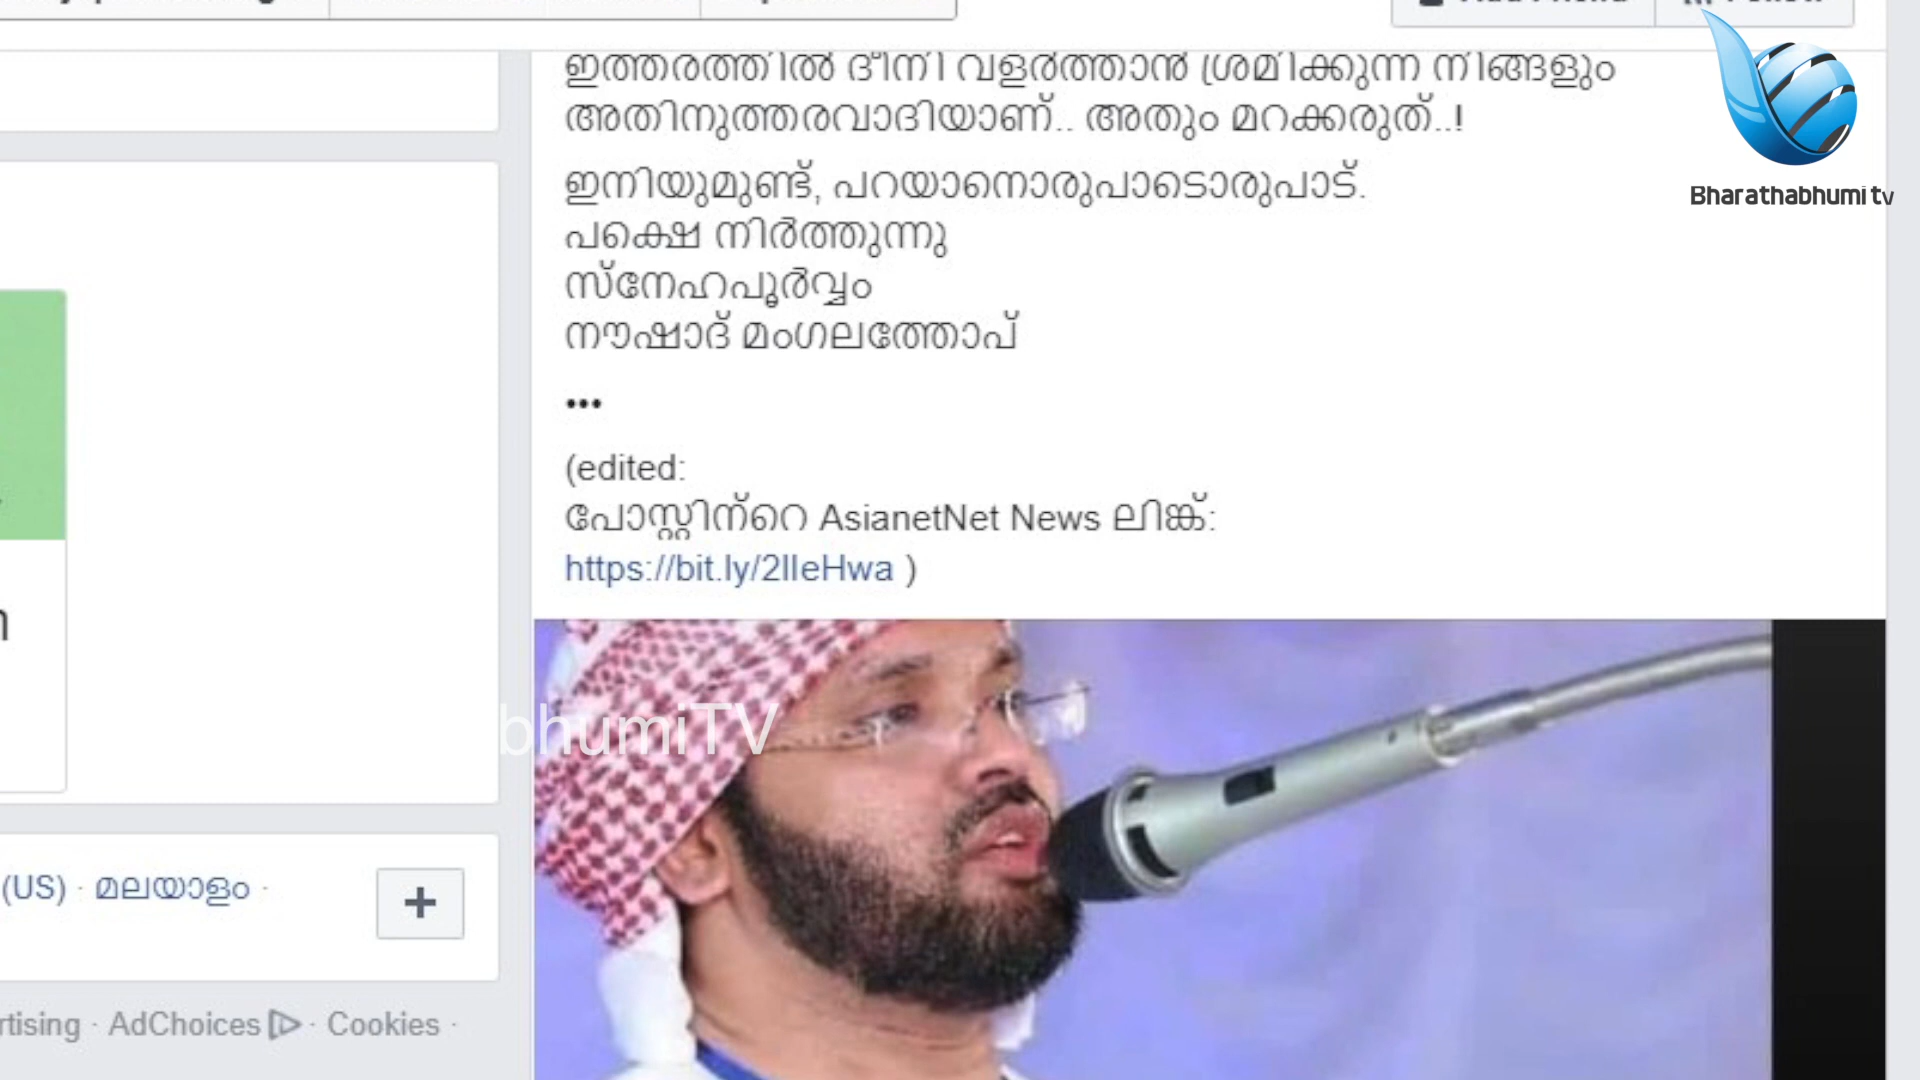 ഇത്തരത്തിൽ ദീനി വളർത്താൻ ശ്രമിക്കുന്ന നിങ്ങളും
അതിനുത്തരവാദിയാണ്.. അതും മറക്കരുത്..!
ഇനിയുമുണ്ട്, പറയാനൊരുപാടൊരുപാട്.
പക്ഷെ നിർത്തുന്നു
സ്നേഹപൂർവ്വം
നൗഷാദ് മംഗലത്തോപ്
•••
(edited:
പോസ്റ്റിന്റെ AsianetNet News ലിങ്ക്:
https://bit.ly/2IIeHwa )
Bharathabhumi tv
bhumiTV
(US) · മലയാളം ·
+
rtising · AdChoices · Cookies ·